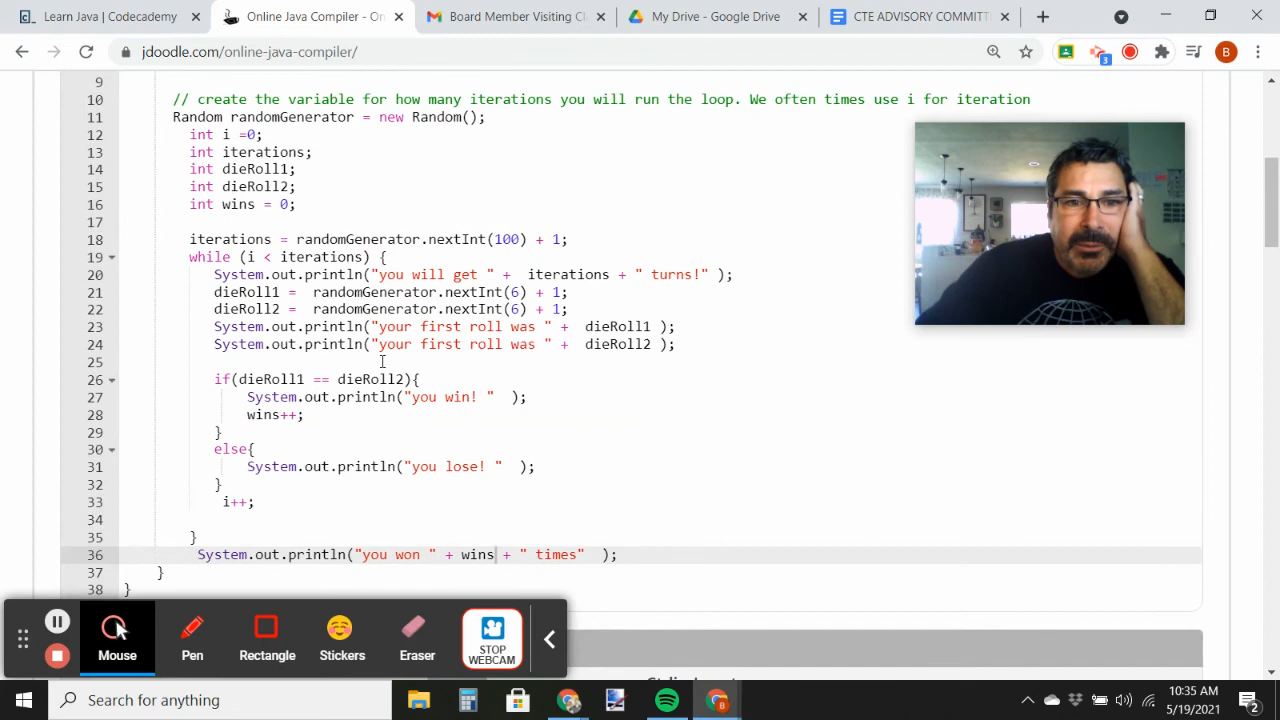 Learn Java | Codecademy
Online Java Compiler - On
Board Member Visiting Cl
My Drive - Google Drive
CTE ADVISORY COMMITT
jdoodle.com/online-java-compiler/
3
B
9
10 // create the variable for how many iterations you will run the loop. We often times use i for iteration
11 Random randomGenerator = new Random();
12 int i =0;
13 int iterations;
14 int dieRoll1;
15 int dieRoll2;
16 int wins = 0;
17
18 iterations = randomGenerator.nextInt(100) + 1;
19 while (i < iterations) {
20 System.out.println("you will get " + iterations + " turns!" );
21 dieRoll1 = randomGenerator.nextInt(6) + 1;
22 dieRoll2 = randomGenerator.nextInt(6) + 1;
23 System.out.println("your first roll was " + dieRoll1 );
24 System.out.println("your first roll was " + dieRoll2 );
25
26 if(dieRoll1 == dieRoll2){
27 System.out.println("you win! " );
28 wins++;
29 }
30 else{
31 System.out.println("you lose! " );
32 }
33 i++;
34
35 }
36 System.out.println("you won " + wins + " times" );
37 }
38 }
Mouse
Pen
Rectangle
Stickers
Eraser
STOP
WEBCAM
Search for anything
B
10:35 AM
5/19/2021
2